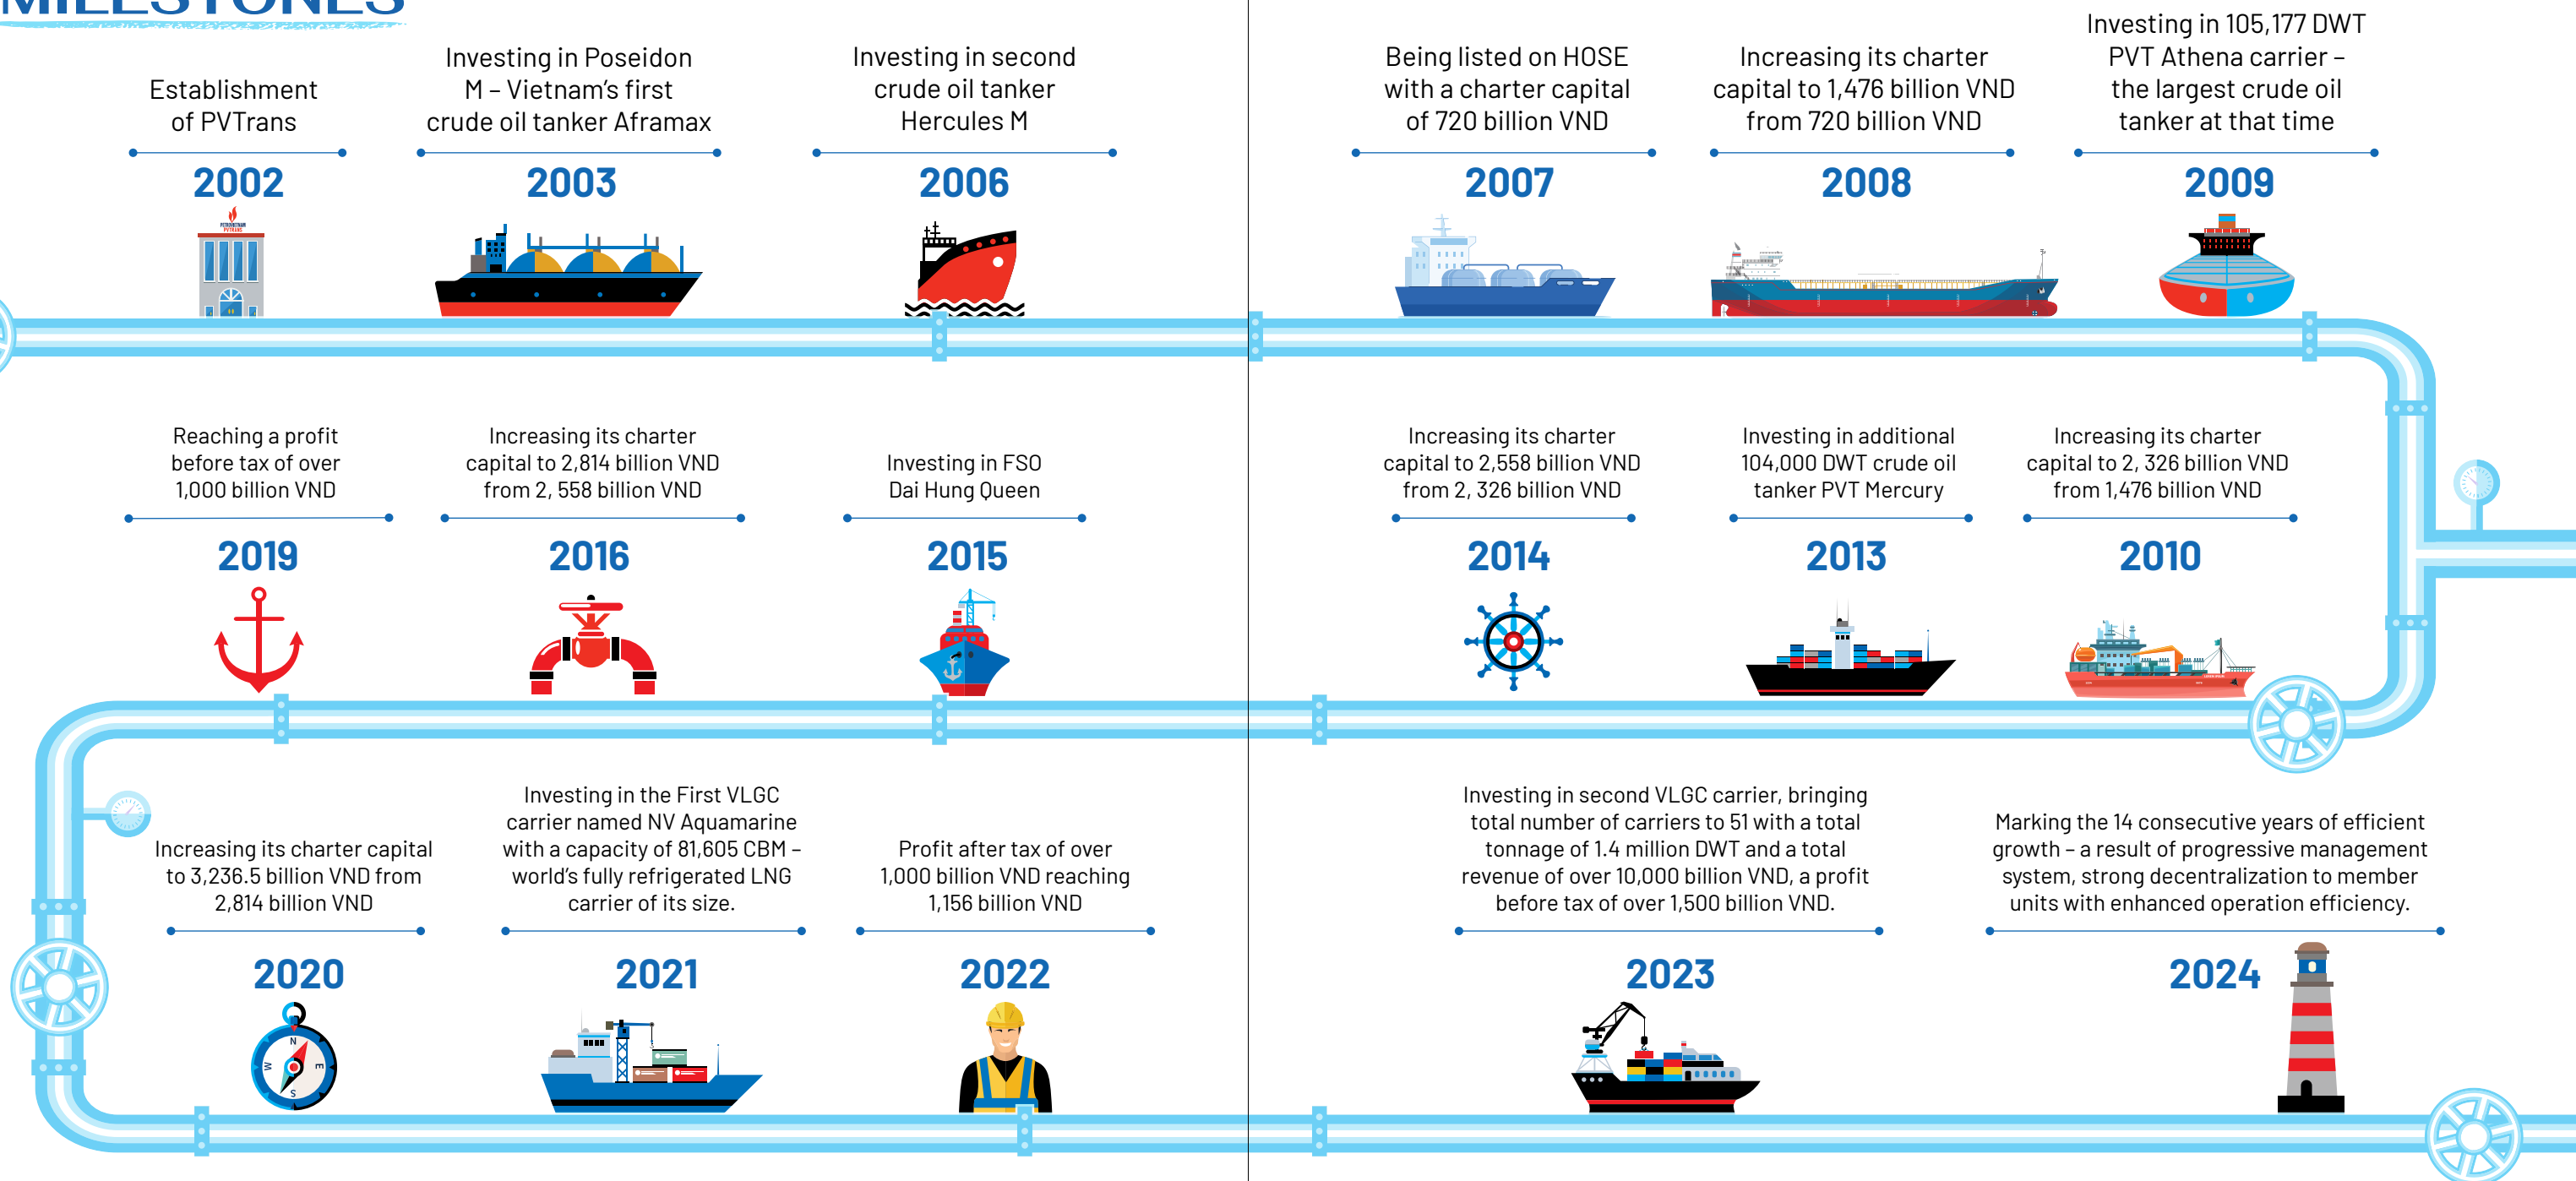 MILESTONES
Establishment
of PVTrans
2002
PETROVIETNAM
PVTRANS
Investing in Poseidon
M – Vietnam's first
crude oil tanker Aframax
2003
Investing in second
crude oil tanker
Hercules M
2006
Being listed on HOSE
with a charter capital
of 720 billion VND
2007
Increasing its charter
capital to 1,476 billion VND
from 720 billion VND
2008
Investing in 105,177 DWT
PVT Athena carrier –
the largest crude oil
tanker at that time
2009
Reaching a profit
before tax of over
1,000 billion VND
2019
Increasing its charter
capital to 2,814 billion VND
from 2, 558 billion VND
2016
Investing in FSO
Dai Hung Queen
2015
Increasing its charter
capital to 2,558 billion VND
from 2, 326 billion VND
2014
Investing in additional
104,000 DWT crude oil
tanker PVT Mercury
2013
Increasing its charter
capital to 2, 326 billion VND
from 1,476 billion VND
2010
Increasing its charter capital
to 3,236.5 billion VND from
2,814 billion VND
2020
N
W
E
S
Investing in the First VLGC
carrier named NV Aquamarine
with a capacity of 81,605 CBM –
world's fully refrigerated LNG
carrier of its size.
2021
Profit after tax of over
1,000 billion VND reaching
1,156 billion VND
2022
Investing in second VLGC carrier, bringing
total number of carriers to 51 with a total
tonnage of 1.4 million DWT and a total
revenue of over 10,000 billion VND, a profit
before tax of over 1,500 billion VND.
2023
Marking the 14 consecutive years of efficient
growth – a result of progressive management
system, strong decentralization to member
units with enhanced operation efficiency.
2024